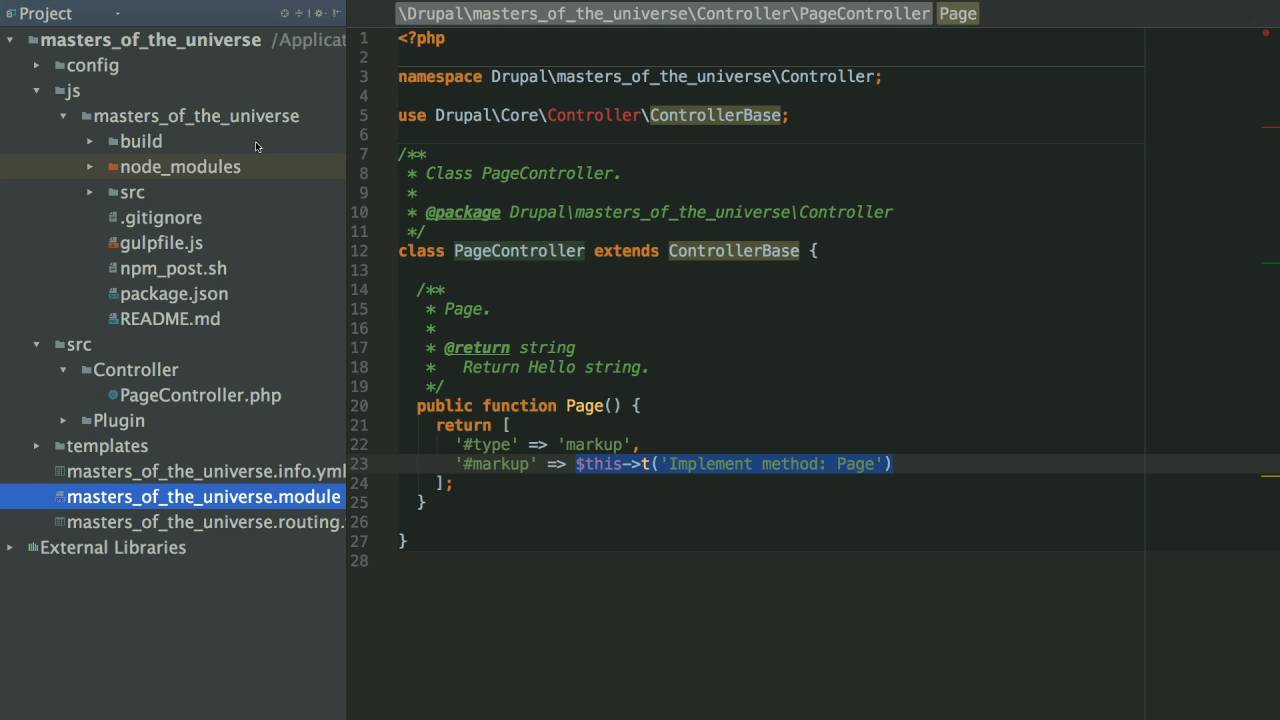 Project
masters_of_the_universe /Applicat
config
js
masters_of_the_universe
build
node_modules
src
.gitignore
gulpfile.js
npm_post.sh
package.json
README.md
src
Controller
PageController.php
Plugin
templates
masters_of_the_universe.info.yml
masters_of_the_universe.module
masters_of_the_universe.routing.
External Libraries
\Drupal\masters_of_the_universe\Controller\PageController Page
1 <?php
2
3 namespace Drupal\masters_of_the_universe\Controller;
4
5 use Drupal\Core\Controller\ControllerBase;
6
7 /**
8 * Class PageController.
9 *
10 * @package Drupal\masters_of_the_universe\Controller
11 */
12 class PageController extends ControllerBase {
13
14 /**
15 * Page.
16 *
17 * @return string
18 * Return Hello string.
19 */
20 public function Page() {
21 return [
22 '#type' => 'markup',
23 '#markup' => $this->t('Implement method: Page')
24 ];
25 }
26
27 }
28